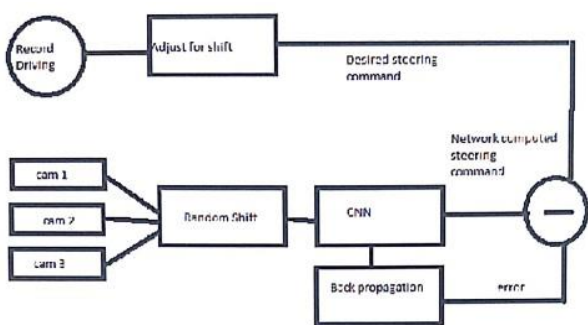 Record
Driving
Adjust for shift
Desired steering
command
Network computed
steering
command
cam 1
cam 2
cam 3
Random Shift
CNN
Back propagation
error